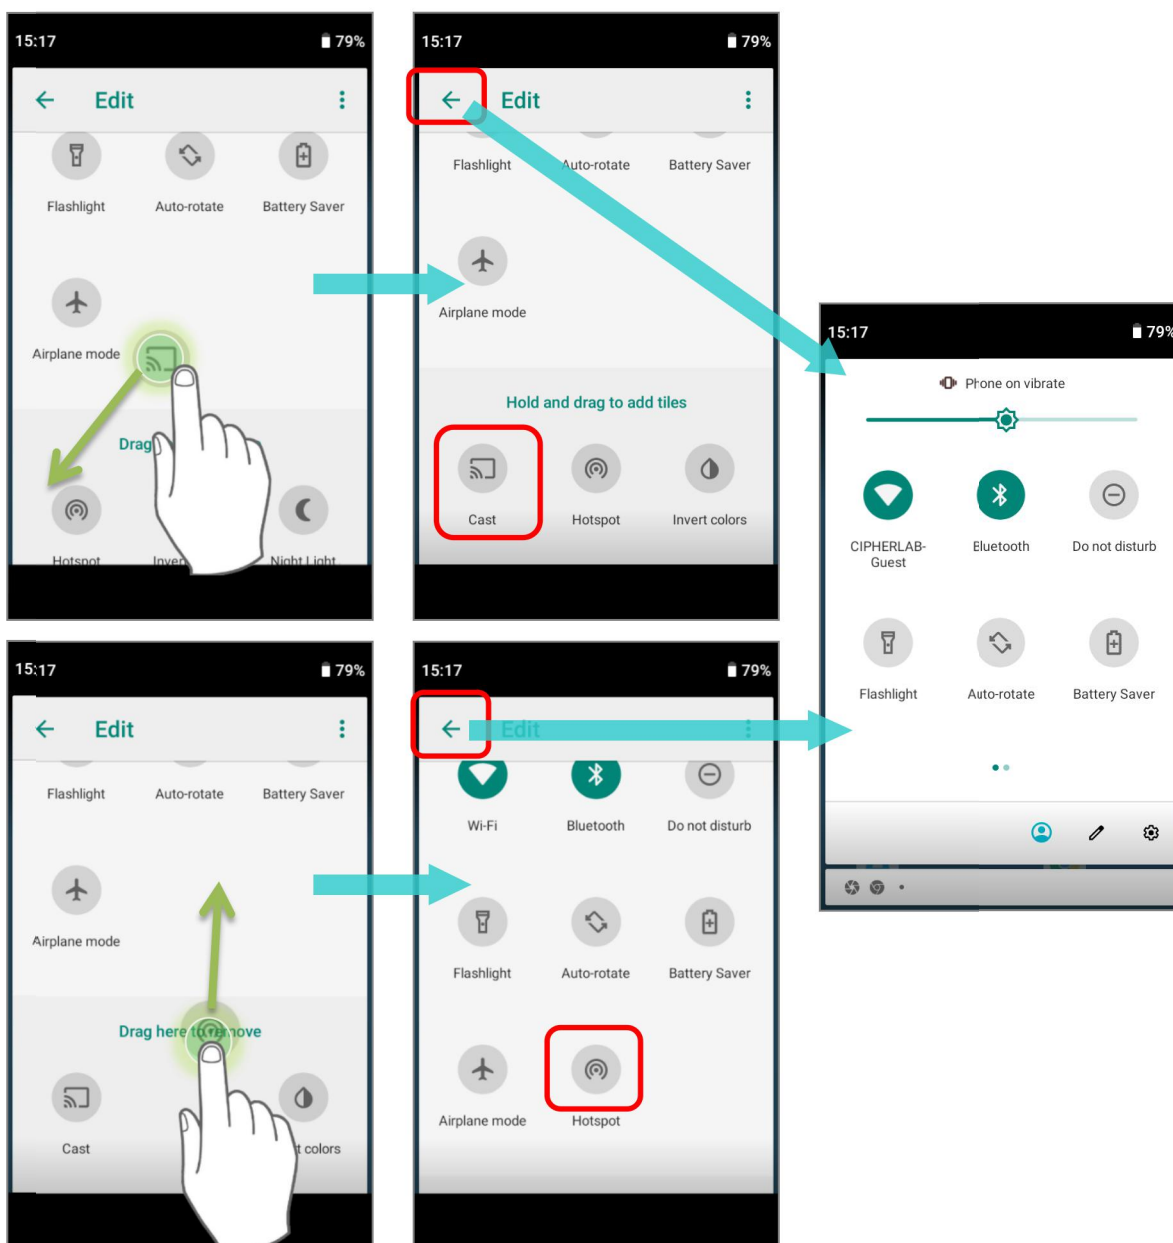 15:17 79%
Edit
Flashlight Auto-rotate Battery Saver
Airplane mode
Drag
Hotspot Inver Night Light
15:17 79%
Edit
Flashlight Auto-rotate Battery Saver
Airplane mode
Hold and drag to add tiles
Cast Hotspot Invert colors
15:17 79%
Phone on vibrate
CIPHERLAB-
Guest
Bluetooth Do not disturb
Flashlight Auto-rotate Battery Saver
15:17 79%
Edit
Flashlight Auto-rotate Battery Saver
Airplane mode
Drag here to remove
Cast t colors
15:17 79%
Edit
Wi-Fi Bluetooth Do not disturb
Flashlight Auto-rotate Battery Saver
Airplane mode Hotspot